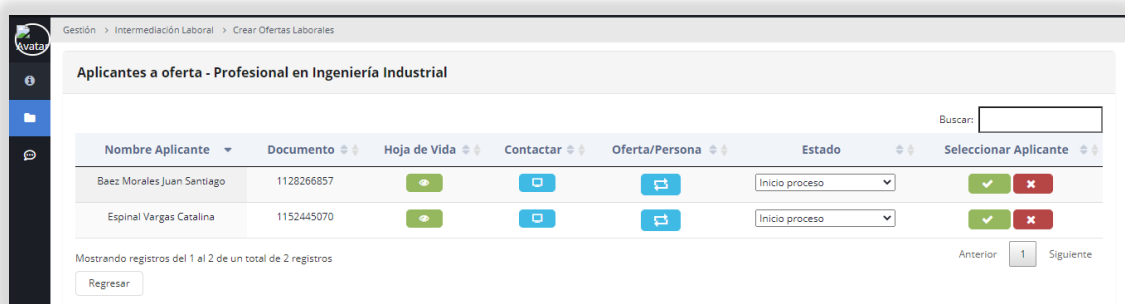 Avatar
Gestión > Intermediación Laboral > Crear Ofertas Laborales
Aplicantes a oferta - Profesional en Ingeniería Industrial
Buscar:
Nombre Aplicante Documento Hoja de Vida Contactar Oferta/Persona Estado Seleccionar Aplicante
Baez Morales Juan Santiago 1128266857 Inicio proceso
Espinal Vargas Catalina 1152445070 Inicio proceso
Mostrando registros del 1 al 2 de un total de 2 registros Anterior 1 Siguiente
Regresar